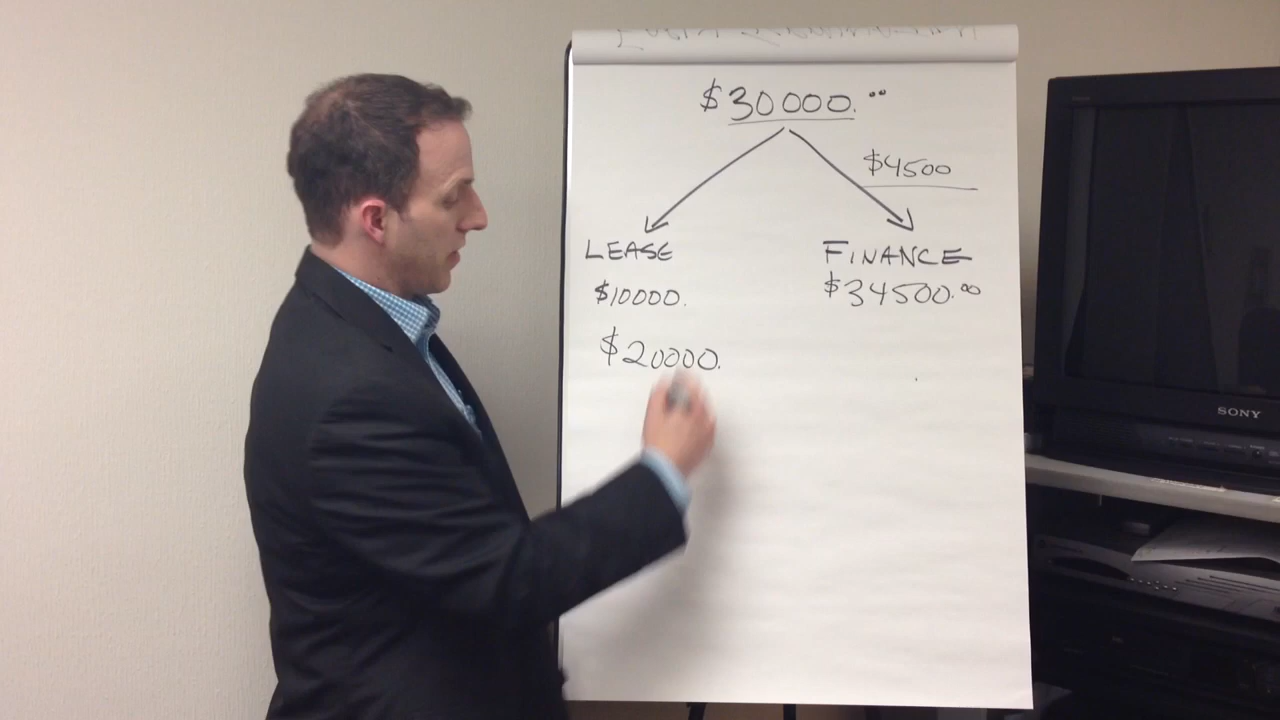 $30000.⁰⁰
$4500
LEASE
FINANCE
$10000.
$34500.⁰⁰
$20000.
SONY